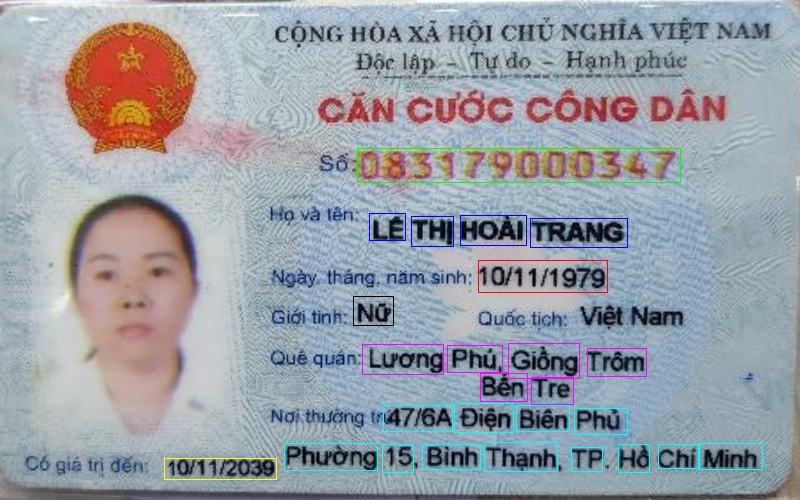 CỘNG HÒA XÃ HỘI CHỦ NGHĨA VIỆT NAM
Độc lập - Tự do - Hạnh phúc
CĂN CƯỚC CÔNG DÂN
Số: 083179000347
Họ và tên: LÊ THỊ HOÀI TRANG
Ngày, tháng, năm sinh: 10/11/1979
Giới tính: Nữ Quốc tịch: Việt Nam
Quê quán: Lương Phú, Giồng Trôm
Bến Tre
Nơi thường trú 47/6A Điện Biên Phủ
Có giá trị đến: 10/11/2039 Phường 15, Bình Thạnh, TP. Hồ Chí Minh